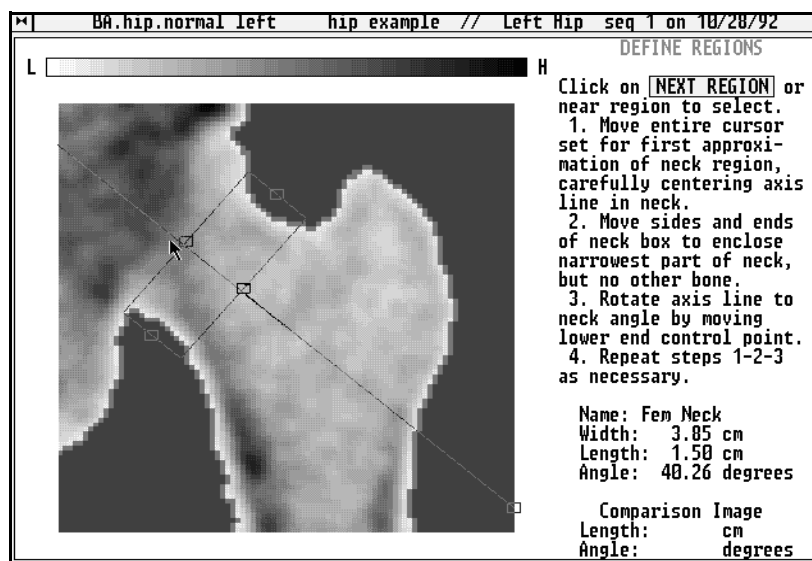 BA.hip.normal left hip example // Left Hip seq 1 on 10/28/92
DEFINE REGIONS
L H
Click on NEXT REGION or
near region to select.
1. Move entire cursor
set for first approxi-
mation of neck region,
carefully centering axis
line in neck.
2. Move sides and ends
of neck box to enclose
narrowest part of neck,
but no other bone.
3. Rotate axis line to
neck angle by moving
lower end control point.
4. Repeat steps 1-2-3
as necessary.
Name: Fem Neck
Width: 3.85 cm
Length: 1.50 cm
Angle: 40.26 degrees
Comparison Image
Length: cm
Angle: degrees